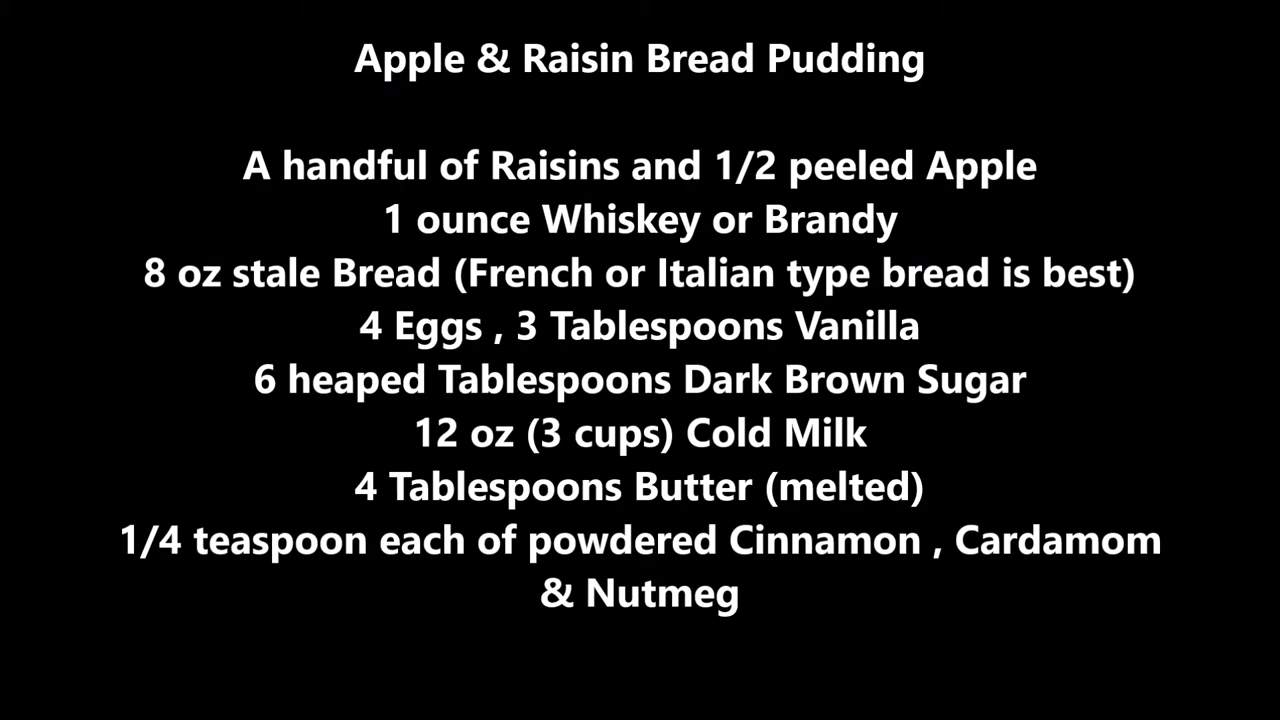 Apple & Raisin Bread Pudding
A handful of Raisins and 1/2 peeled Apple
1 ounce Whiskey or Brandy
8 oz stale Bread (French or Italian type bread is best)
4 Eggs , 3 Tablespoons Vanilla
6 heaped Tablespoons Dark Brown Sugar
12 oz (3 cups) Cold Milk
4 Tablespoons Butter (melted)
1/4 teaspoon each of powdered Cinnamon , Cardamom
& Nutmeg